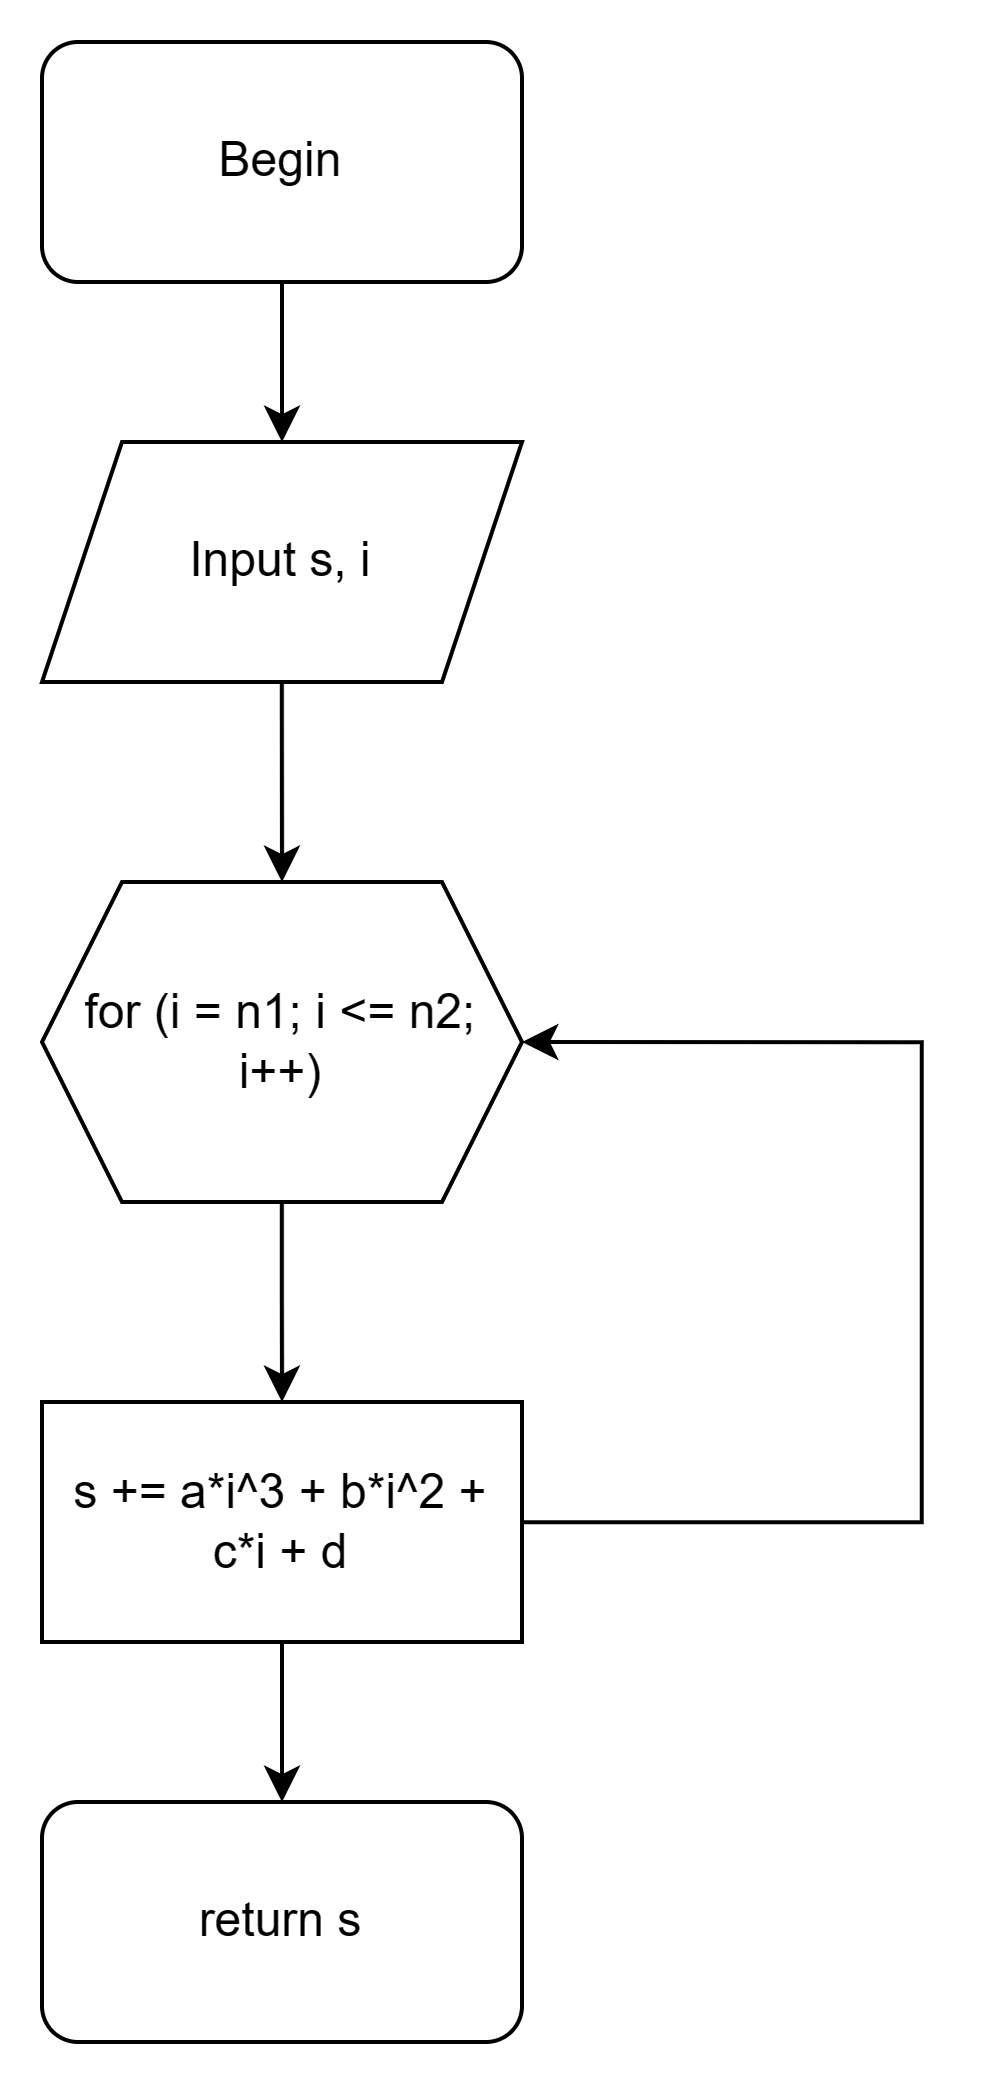 Begin
Input s, i
for (i = n1; i <= n2;
i++)
s += a*i^3 + b*i^2 +
c*i + d
return s